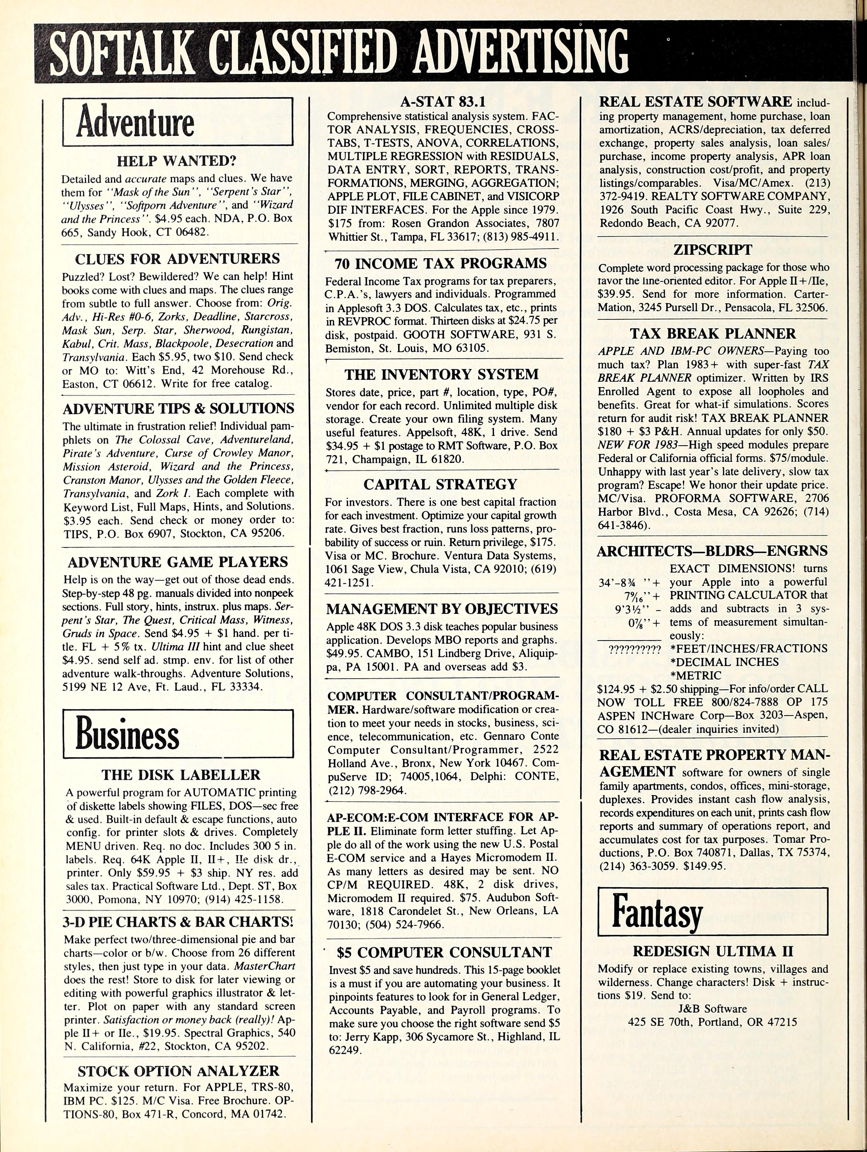 SOFTALK CLASSIFIED ADVERTISING
Adventure
HELP WANTED?
Detailed and accurate maps and clues. We have
them for "Mask of the Sun", "Serpent's Star",
"Ulysses", "Softporn Adventure", and "Wizard
and the Princess". $4.95 each. NDA, P.O. Box
665, Sandy Hook, CT 06482.
CLUES FOR ADVENTURERS
Puzzled? Lost? Bewildered? We can help! Hint
books come with clues and maps. The clues range
from subtle to full answer. Choose from: Orig.
Adv., Hi-Res #0-6, Zorks, Deadline, Starcross,
Mask Sun, Serp. Star, Sherwood, Rungistan,
Kabul, Crit. Mass, Blackpoole, Desecration and
Transylvania. Each $5.95, two $10. Send check
or MO to: Witt's End, 42 Morehouse Rd.,
Easton, CT 06612. Write for free catalog.
ADVENTURE TIPS & SOLUTIONS
The ultimate in frustration relief! Individual pam-
phlets on The Colossal Cave, Adventureland,
Pirate's Adventure, Curse of Crowley Manor,
Mission Asteroid, Wizard and the Princess,
Cranston Manor, Ulysses and the Golden Fleece,
Transylvania, and Zork I. Each complete with
Keyword List, Full Maps, Hints, and Solutions.
$3.95 each. Send check or money order to:
TIPS, P.O. Box 6907, Stockton, CA 95206.
ADVENTURE GAME PLAYERS
Help is on the way—get out of those dead ends.
Step-by-step 48 pg. manuals divided into nonpeek
sections. Full story, hints, instrux. plus maps. Ser-
pent's Star, The Quest, Critical Mass, Witness,
Gruds in Space. Send $4.95 + $1 hand. per ti-
tle. FL + 5% tx. Ultima III hint and clue sheet
$4.95. send self ad. stmp. env. for list of other
adventure walk-throughs. Adventure Solutions,
5199 NE 12 Ave, Ft. Laud., FL 33334.
Business
THE DISK LABELLER
A powerful program for AUTOMATIC printing
of diskette labels showing FILES, DOS—sec free
& used. Built-in default & escape functions, auto
config. for printer slots & drives. Completely
MENU driven. Req. no doc. Includes 300 5 in.
labels. Req. 64K Apple II, II+, IIe disk dr.,
printer. Only $59.95 + $3 ship. NY res. add
sales tax. Practical Software Ltd., Dept. ST, Box
3000, Pomona, NY 10970; (914) 425-1158.
3-D PIE CHARTS & BAR CHARTS!
Make perfect two/three-dimensional pie and bar
charts—color or b/w. Choose from 26 different
styles, then just type in your data. MasterChart
does the rest! Store to disk for later viewing or
editing with powerful graphics illustrator & let-
ter. Plot on paper with any standard screen
printer. Satisfaction or money back (really)! Ap-
ple II+ or IIe., $19.95. Spectral Graphics, 540
N. California, #22, Stockton, CA 95202.
STOCK OPTION ANALYZER
Maximize your return. For APPLE, TRS-80,
IBM PC. $125. M/C Visa. Free Brochure. OP-
TIONS-80, Box 471-R, Concord, MA 01742.
A-STAT 83.1
Comprehensive statistical analysis system. FAC-
TOR ANALYSIS, FREQUENCIES, CROSS-
TABS, T-TESTS, ANOVA, CORRELATIONS,
MULTIPLE REGRESSION with RESIDUALS,
DATA ENTRY, SORT, REPORTS, TRANS-
FORMATIONS, MERGING, AGGREGATION;
APPLE PLOT, FILE CABINET, and VISICORP
DIF INTERFACES. For the Apple since 1979.
$175 from: Rosen Grandon Associates, 7807
Whittier St., Tampa, FL 33617; (813) 985-4911.
70 INCOME TAX PROGRAMS
Federal Income Tax programs for tax preparers,
C.P.A.'s, lawyers and individuals. Programmed
in Applesoft 3.3 DOS. Calculates tax, etc., prints
in REVPROC format. Thirteen disks at $24.75 per
disk, postpaid. GOOTH SOFTWARE, 931 S.
Bemiston, St. Louis, MO 63105.
THE INVENTORY SYSTEM
Stores date, price, part #, location, type, PO#,
vendor for each record. Unlimited multiple disk
storage. Create your own filing system. Many
useful features. Appelsoft, 48K, 1 drive. Send
$34.95 + $1 postage to RMT Software, P.O. Box
721, Champaign, IL 61820.
CAPITAL STRATEGY
For investors. There is one best capital fraction
for each investment. Optimize your capital growth
rate. Gives best fraction, runs loss patterns, pro-
bability of success or ruin. Return privilege, $175.
Visa or MC. Brochure. Ventura Data Systems,
1061 Sage View, Chula Vista, CA 92010; (619)
421-1251.
MANAGEMENT BY OBJECTIVES
Apple 48K DOS 3.3 disk teaches popular business
application. Develops MBO reports and graphs.
$49.95. CAMBO, 151 Lindberg Drive, Aliquip-
pa, PA 15001. PA and overseas add $3.
COMPUTER CONSULTANT/PROGRAM-
MER. Hardware/software modification or crea-
tion to meet your needs in stocks, business, sci-
ence, telecommunication, etc. Gennaro Conte
Computer Consultant/Programmer, 2522
Holland Ave., Bronx, New York 10467. Com-
puServe ID; 74005,1064, Delphi: CONTE,
(212) 798-2964.
AP-ECOM:E-COM INTERFACE FOR AP-
PLE II. Eliminate form letter stuffing. Let Ap-
ple do all of the work using the new U.S. Postal
E-COM service and a Hayes Micromodem II.
As many letters as desired may be sent. NO
CP/M REQUIRED. 48K, 2 disk drives,
Micromodem II required. $75. Audubon Soft-
ware, 1818 Carondelet St., New Orleans, LA
70130; (504) 524-7966.
$5 COMPUTER CONSULTANT
Invest $5 and save hundreds. This 15-page booklet
is a must if you are automating your business. It
pinpoints features to look for in General Ledger,
Accounts Payable, and Payroll programs. To
make sure you choose the right software send $5
to: Jerry Kapp, 306 Sycamore St., Highland, IL
62249.
REAL ESTATE SOFTWARE includ-
ing property management, home purchase, loan
amortization, ACRS/depreciation, tax deferred
exchange, property sales analysis, loan sales/
purchase, income property analysis, APR loan
analysis, construction cost/profit, and property
listings/comparables. Visa/MC/Amex. (213)
372-9419. REALTY SOFTWARE COMPANY,
1926 South Pacific Coast Hwy., Suite 229,
Redondo Beach, CA 92077.
ZIPSCRIPT
Complete word processing package for those who
favor the line-oriented editor. For Apple II+/IIe,
$39.95. Send for more information. Carter-
Mation, 3245 Pursell Dr., Pensacola, FL 32506.
TAX BREAK PLANNER
APPLE AND IBM-PC OWNERS—Paying too
much tax? Plan 1983+ with super-fast TAX
BREAK PLANNER optimizer. Written by IRS
Enrolled Agent to expose all loopholes and
benefits. Great for what-if simulations. Scores
return for audit risk! TAX BREAK PLANNER
$180 + $3 P&H. Annual updates for only $50.
NEW FOR 1983—High speed modules prepare
Federal or California official forms. $75/module.
Unhappy with last year's late delivery, slow tax
program? Escape! We honor their update price.
MC/Visa. PROFORMA SOFTWARE, 2706
Harbor Blvd., Costa Mesa, CA 92626; (714)
641-3846).
ARCHITECTS—BLDRS—ENGRNS
EXACT DIMENSIONS! turns
34'-8¾ "+ your Apple into a powerful
7⁹⁄₁₆"+ PRINTING CALCULATOR that
9'3½" - adds and subtracts in 3 sys-
0⅞"+ tems of measurement simultan-
eously:
?????????? *FEET/INCHES/FRACTIONS
*DECIMAL INCHES
*METRIC
$124.95 + $2.50 shipping—For info/order CALL
NOW TOLL FREE 800/824-7888 OP 175
ASPEN INCHware Corp—Box 3203—Aspen,
CO 81612—(dealer inquiries invited)
REAL ESTATE PROPERTY MAN-
AGEMENT software for owners of single
family apartments, condos, offices, mini-storage,
duplexes. Provides instant cash flow analysis,
records expenditures on each unit, prints cash flow
reports and summary of operations report, and
accumulates cost for tax purposes. Tomar Pro-
ductions, P.O. Box 740871, Dallas, TX 75374,
(214) 363-3059. $149.95.
Fantasy
REDESIGN ULTIMA II
Modify or replace existing towns, villages and
wilderness. Change characters! Disk + instruc-
tions $19. Send to:
J&B Software
425 SE 70th, Portland, OR 47215